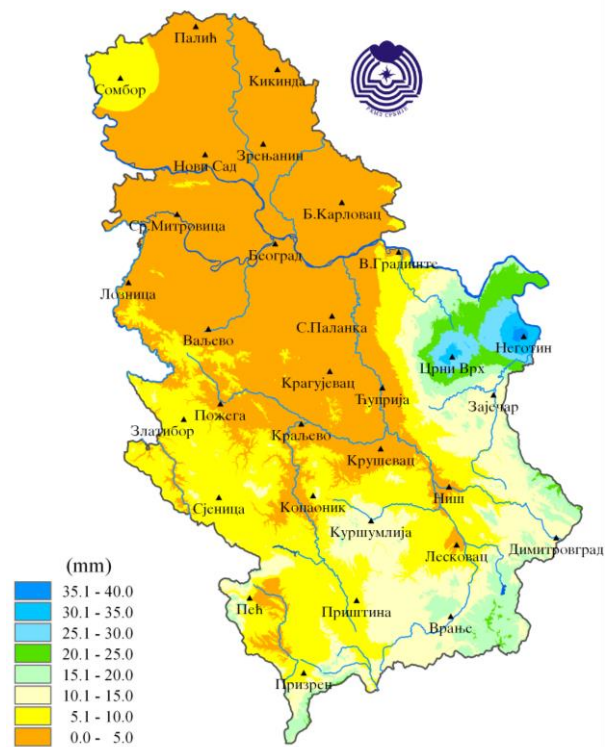 Палић
Кикинда
Сомбор
Зрењанин
Нови Сад
Б.Карловац
Ср.Митровица
Београд
В.Градиште
Лозница
С.Паланка
Ваљево
Неготин
Црни Врх
Крагујевац
Ћуприја
Зајечар
Пожега
Златибор
Краљево
Крушевац
Ниш
Копаоник
Сјеница
Куршумлија
Димитровград
Лесковац
(mm)
35.1 - 40.0
30.1 - 35.0
25.1 - 30.0
20.1 - 25.0
15.1 - 20.0
10.1 - 15.0
5.1 - 10.0
0.0 - 5.0
Пећ
Приштина
Врање
Призрен